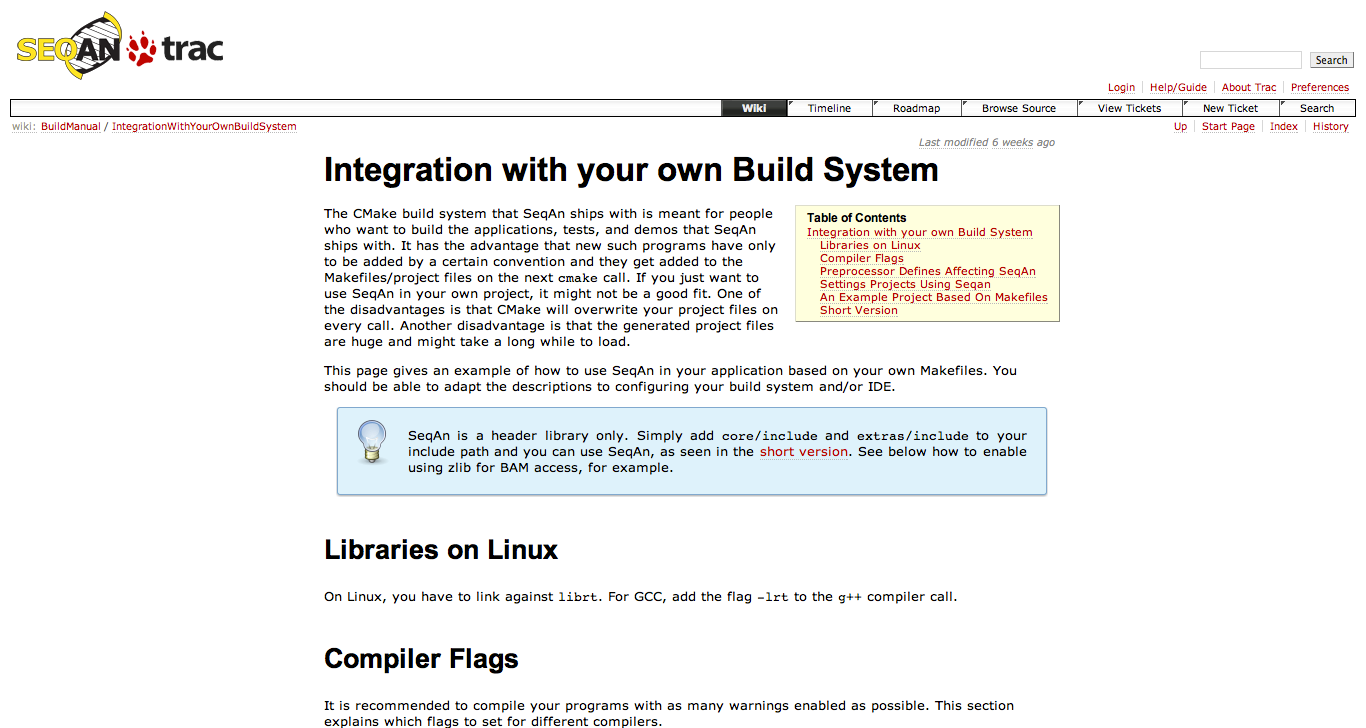 SEQAN trac
Search
Login Help/Guide About Trac Preferences
Wiki Timeline Roadmap Browse Source View Tickets New Ticket Search
wiki: BuildManual / IntegrationWithYourOwnBuildSystem
Up Start Page Index History
Last modified 6 weeks ago
Integration with your own Build System
The CMake build system that SeqAn ships with is meant for people
who want to build the applications, tests, and demos that SeqAn
ships with. It has the advantage that new such programs have only
to be added by a certain convention and they get added to the
Makefiles/project files on the next cmake call. If you just want to
use SeqAn in your own project, it might not be a good fit. One of
the disadvantages is that CMake will overwrite your project files on
every call. Another disadvantage is that the generated project files
are huge and might take a long while to load.
Table of Contents
Integration with your own Build System
Libraries on Linux
Compiler Flags
Preprocessor Defines Affecting SeqAn
Settings Projects Using Seqan
An Example Project Based On Makefiles
Short Version
This page gives an example of how to use SeqAn in your application based on your own Makefiles. You
should be able to adapt the descriptions to configuring your build system and/or IDE.
SeqAn is a header library only. Simply add core/include and extras/include to your
include path and you can use SeqAn, as seen in the short version. See below how to enable
using zlib for BAM access, for example.
Libraries on Linux
On Linux, you have to link against librt. For GCC, add the flag -lrt to the g++ compiler call.
Compiler Flags
It is recommended to compile your programs with as many warnings enabled as possible. This section
explains which flags to set for different compilers.